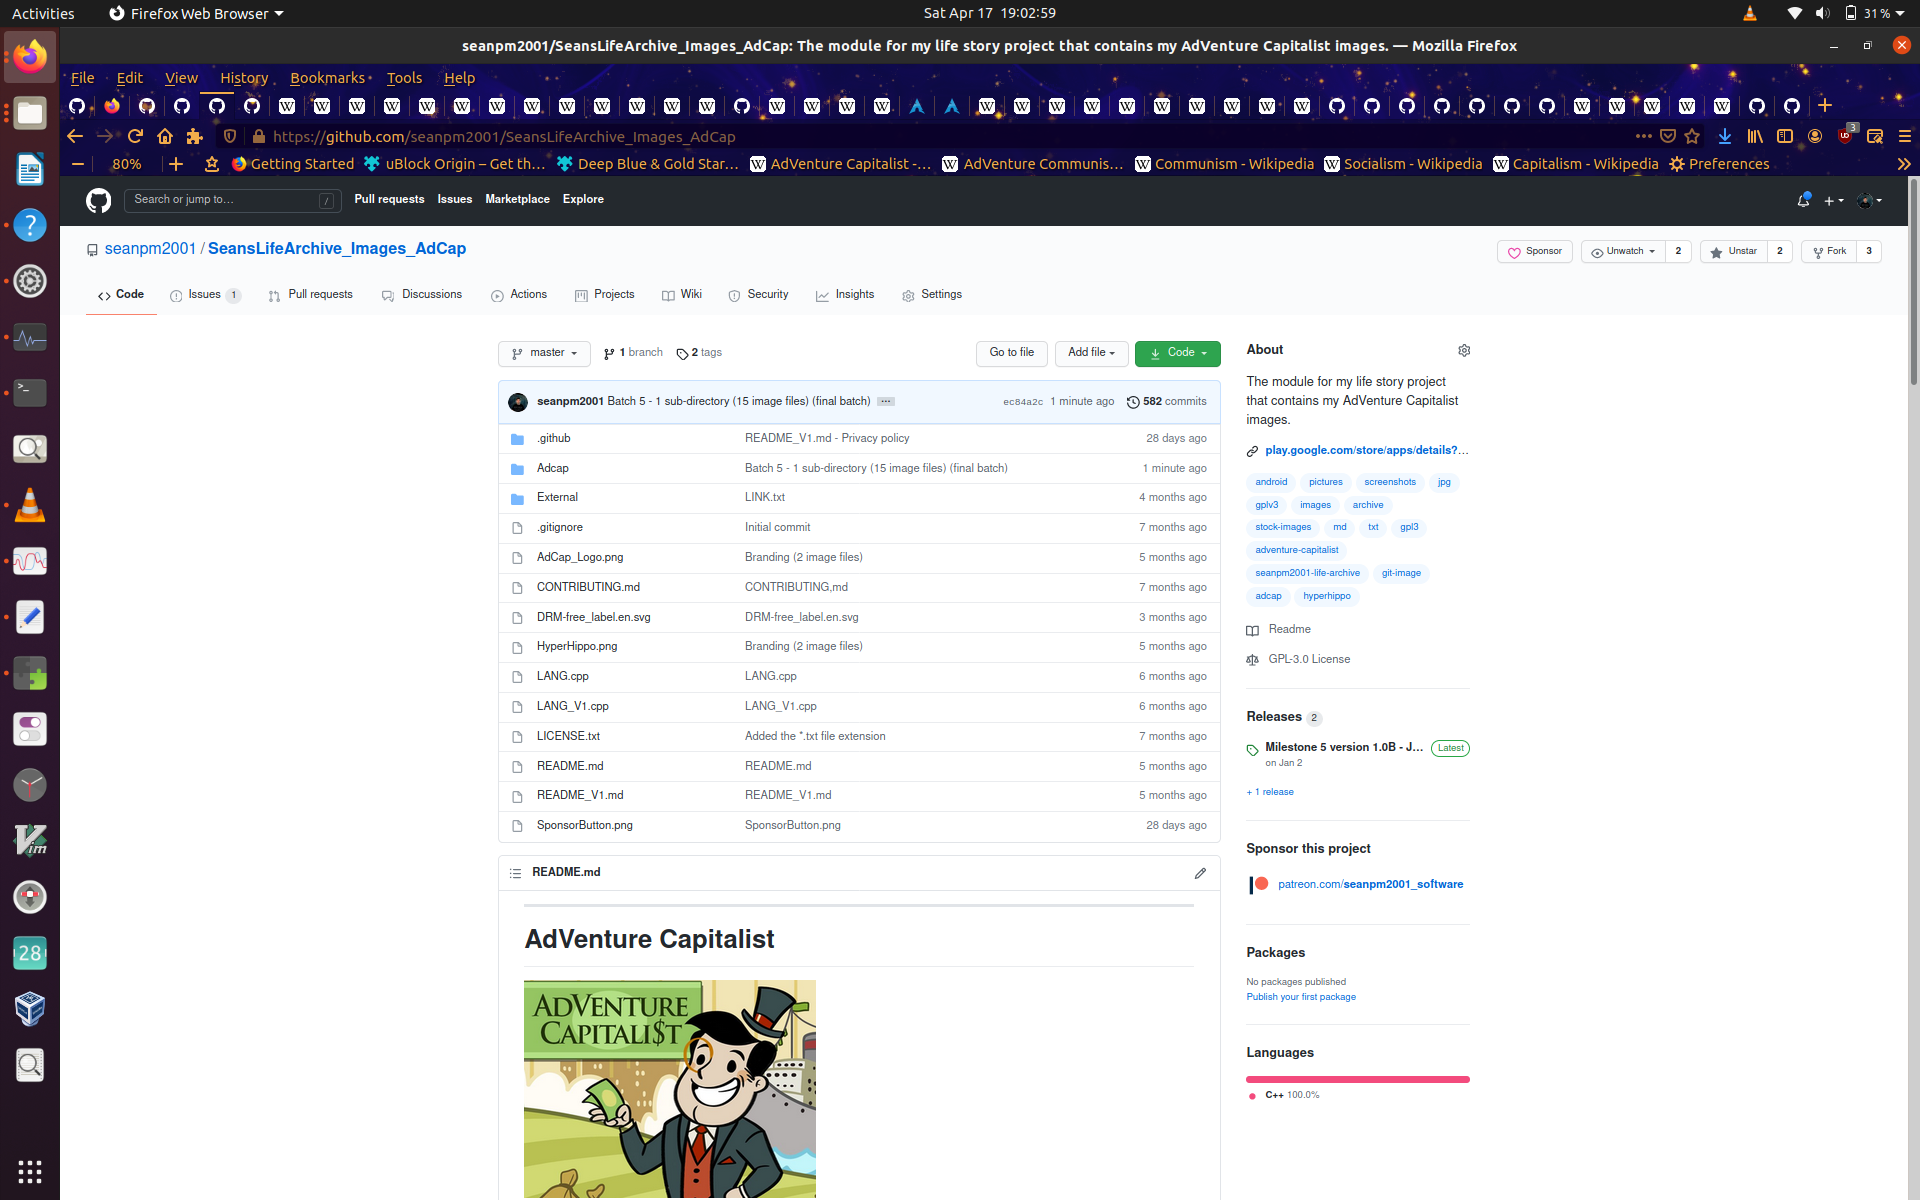 Activities Firefox Web Browser Sat Apr 17 19:02:59 31 %
seanpm2001/SeansLifeArchive_Images_AdCap: The module for my life story project that contains my AdVenture Capitalist images. — Mozilla Firefox
File Edit View History Bookmarks Tools Help
https://github.com/seanpm2001/SeansLifeArchive_Images_AdCap 3
80% Getting Started uBlock Origin – Get th… Deep Blue & Gold Star… AdVenture Capitalist -… AdVenture Communis… Communism - Wikipedia Socialism - Wikipedia Capitalism - Wikipedia Preferences
Search or jump to… / Pull requests Issues Marketplace Explore
seanpm2001 / SeansLifeArchive_Images_AdCap Sponsor Unwatch 2 Unstar 2 Fork 3
Code Issues 1 Pull requests Discussions Actions Projects Wiki Security Insights Settings
master 1 branch 2 tags Go to file Add file Code
seanpm2001 Batch 5 - 1 sub-directory (15 image files) (final batch) … ec84a2c 1 minute ago 582 commits
.github README_V1.md - Privacy policy 28 days ago
Adcap Batch 5 - 1 sub-directory (15 image files) (final batch) 1 minute ago
External LINK.txt 4 months ago
.gitignore Initial commit 7 months ago
AdCap_Logo.png Branding (2 image files) 5 months ago
CONTRIBUTING.md CONTRIBUTING,md 7 months ago
DRM-free_label.en.svg DRM-free_label.en.svg 3 months ago
HyperHippo.png Branding (2 image files) 5 months ago
LANG.cpp LANG.cpp 6 months ago
LANG_V1.cpp LANG_V1.cpp 6 months ago
LICENSE.txt Added the *.txt file extension 7 months ago
README.md README.md 5 months ago
README_V1.md README_V1.md 5 months ago
SponsorButton.png SponsorButton.png 28 days ago
README.md
AdVenture Capitalist
ADVENTURE
CAPITALI$T
About
The module for my life story project
that contains my AdVenture Capitalist
images.
play.google.com/store/apps/details?…
android pictures screenshots jpg
gplv3 images archive
stock-images md txt gpl3
adventure-capitalist
seanpm2001-life-archive git-image
adcap hyperhippo
Readme
GPL-3.0 License
Releases 2
Milestone 5 version 1.0B - J… Latest
on Jan 2
+ 1 release
Sponsor this project
patreon.com/seanpm2001_software
Packages
No packages published
Publish your first package
Languages
C++ 100.0%
28